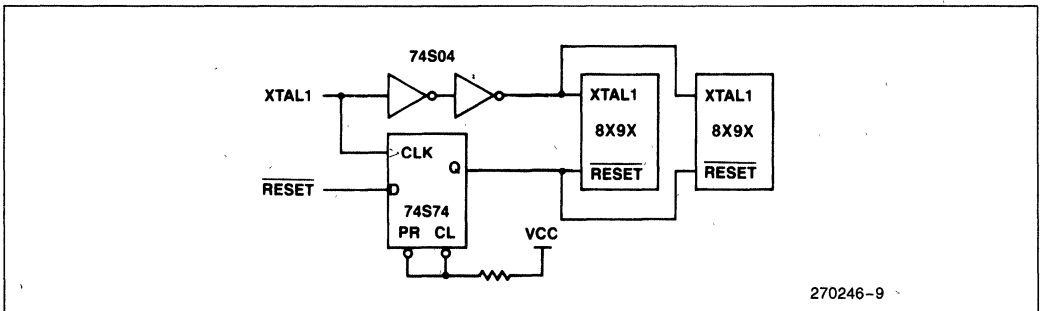 74S04
XTAL1
XTAL1
8X9X
RESET
XTAL1
8X9X
RESET
CLK
Q
RESET
D
74S74
PR CL
VCC
270246-9